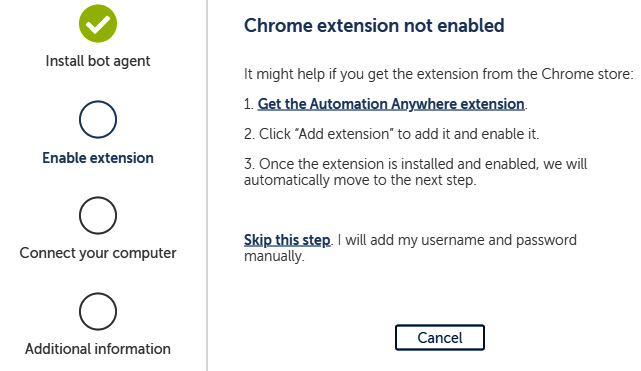 Install bot agent
Enable extension
Connect your computer
Additional information
Chrome extension not enabled
It might help if you get the extension from the Chrome store:
1. Get the Automation Anywhere extension.
2. Click "Add extension" to add it and enable it.
3. Once the extension is installed and enabled, we will
automatically move to the next step.
Skip this step. I will add my username and password
manually.
Cancel